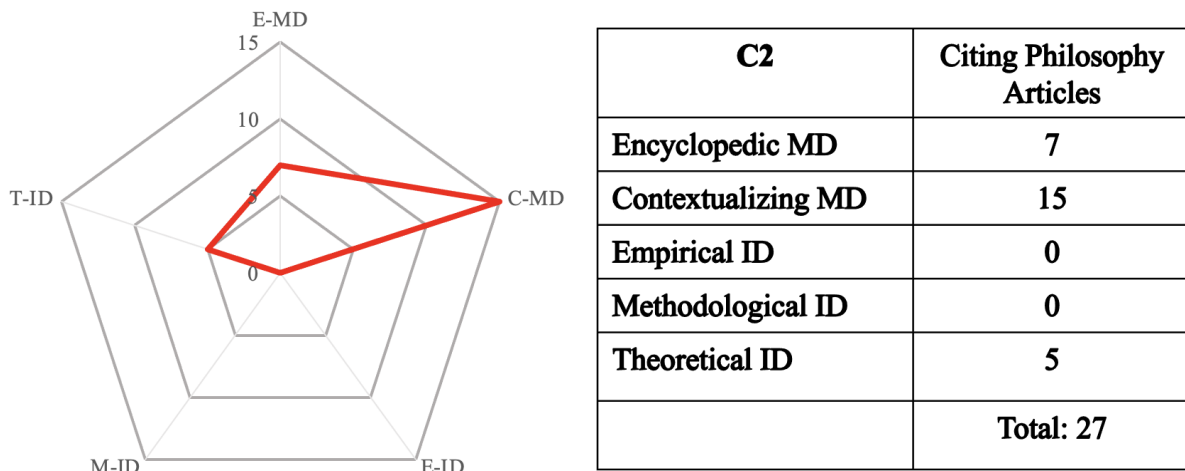 E-MD
15
10
5
0
T-ID
C-MD
M-ID
E-ID
C2
Citing Philosophy
Articles
Encyclopedic MD
7
Contextualizing MD
15
Empirical ID
0
Methodological ID
0
Theoretical ID
5
Total: 27